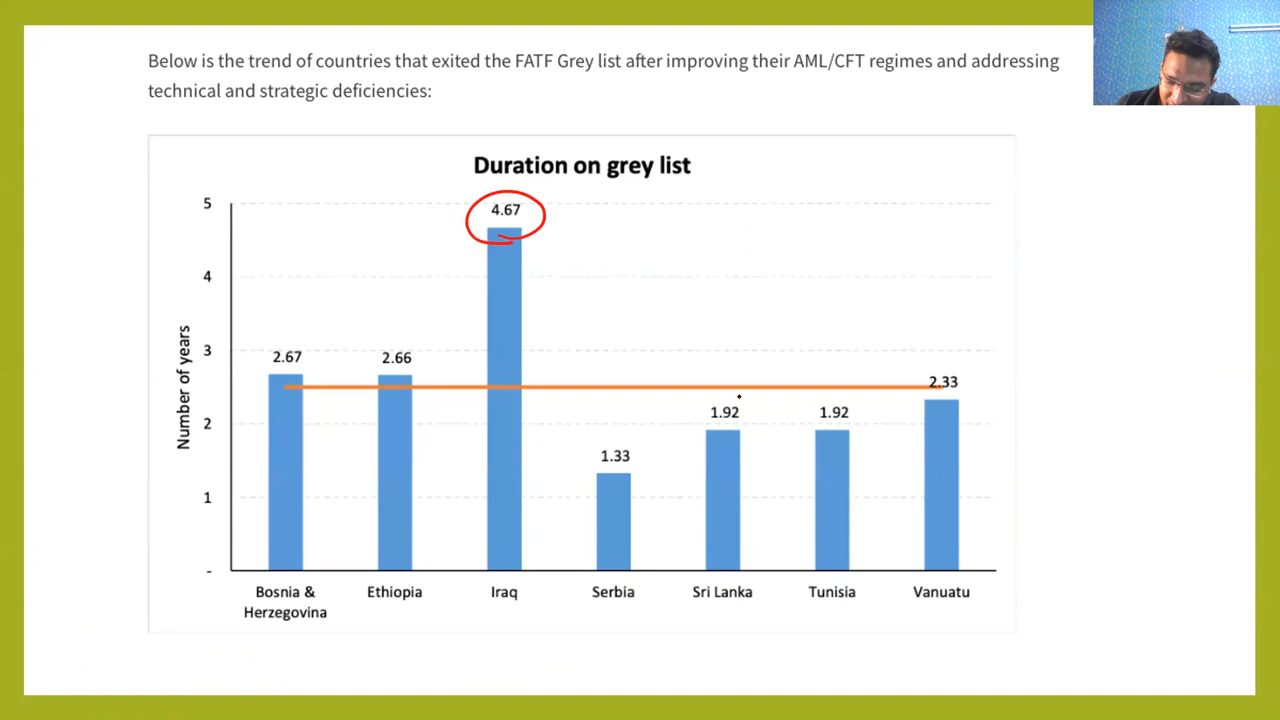 Below is the trend of countries that exited the FATF Grey list after improving their AML/CFT regimes and addressing
technical and strategic deficiencies:
Duration on grey list
Number of years
5
4
3
2
1
-
2.67
2.66
4.67
1.33
1.92
1.92
2.33
Bosnia &
Herzegovina
Ethiopia
Iraq
Serbia
Sri Lanka
Tunisia
Vanuatu